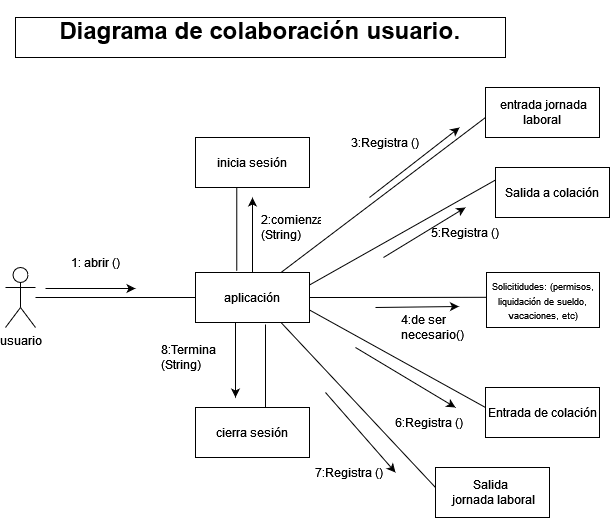 Diagrama de colaboración usuario.
entrada jornada
laboral
3:Registra ()
inicia sesión
Salida a colación
2:comienza
(String)
5:Registra ()
1: abrir ()
aplicación
Solicitidudes: (permisos,
liquidación de sueldo,
vacaciones, etc)
4:de ser
necesario()
usuario
8:Termina
(String)
Entrada de colación
6:Registra ()
cierra sesión
7:Registra ()
Salida
jornada laboral